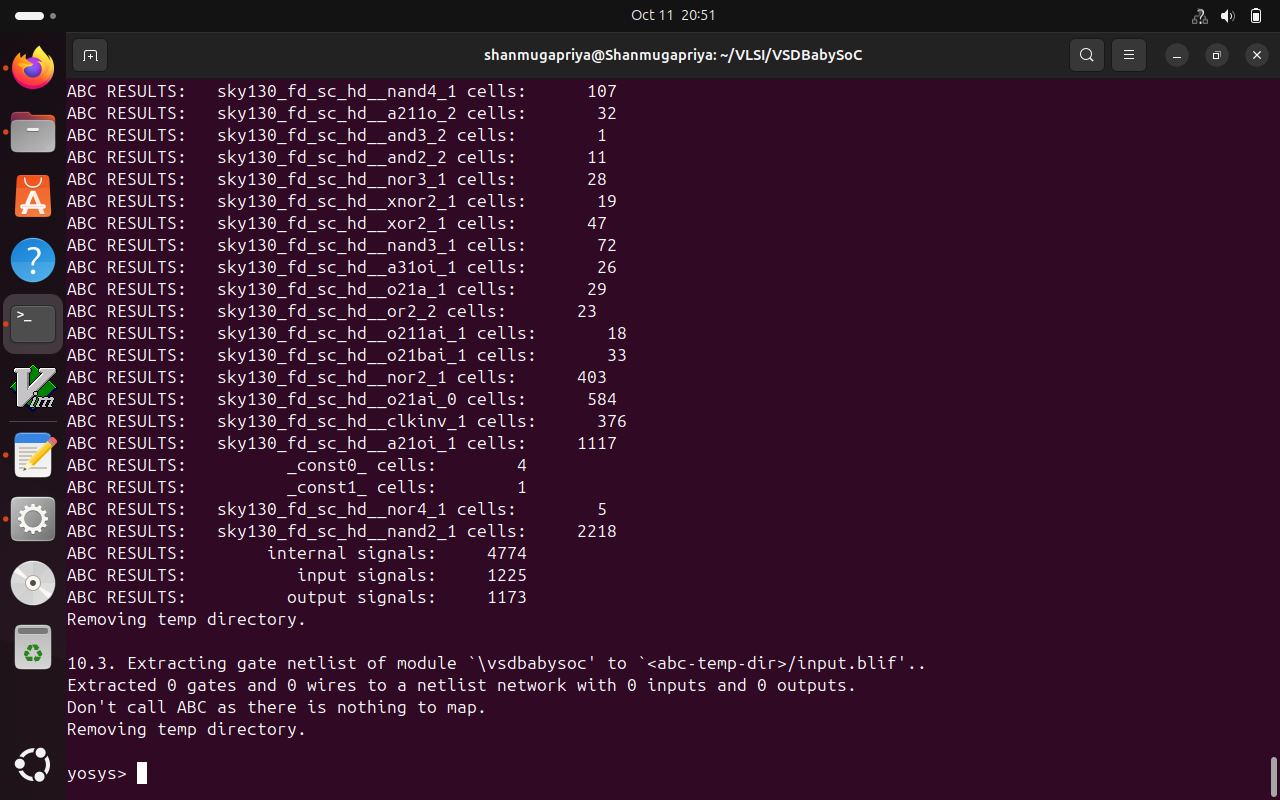 Oct 11 20:51
shanmugapriya@Shanmugapriya: ~/VLSI/VSDBabySoC
ABC RESULTS:   sky130_fd_sc_hd__nand4_1 cells:      107
ABC RESULTS:   sky130_fd_sc_hd__a211o_2 cells:       32
ABC RESULTS:   sky130_fd_sc_hd__and3_2 cells:        1
ABC RESULTS:   sky130_fd_sc_hd__and2_2 cells:       11
ABC RESULTS:   sky130_fd_sc_hd__nor3_1 cells:       28
ABC RESULTS:   sky130_fd_sc_hd__xnor2_1 cells:       19
ABC RESULTS:   sky130_fd_sc_hd__xor2_1 cells:       47
ABC RESULTS:   sky130_fd_sc_hd__nand3_1 cells:       72
ABC RESULTS:   sky130_fd_sc_hd__a31oi_1 cells:       26
ABC RESULTS:   sky130_fd_sc_hd__o21a_1 cells:       29
ABC RESULTS:   sky130_fd_sc_hd__or2_2 cells:       23
ABC RESULTS:   sky130_fd_sc_hd__o211ai_1 cells:       18
ABC RESULTS:   sky130_fd_sc_hd__o21bai_1 cells:       33
ABC RESULTS:   sky130_fd_sc_hd__nor2_1 cells:      403
ABC RESULTS:   sky130_fd_sc_hd__o21ai_0 cells:      584
ABC RESULTS:   sky130_fd_sc_hd__clkinv_1 cells:      376
ABC RESULTS:   sky130_fd_sc_hd__a21oi_1 cells:     1117
ABC RESULTS:          _const0_ cells:        4
ABC RESULTS:          _const1_ cells:        1
ABC RESULTS:   sky130_fd_sc_hd__nor4_1 cells:        5
ABC RESULTS:   sky130_fd_sc_hd__nand2_1 cells:     2218
ABC RESULTS:        internal signals:     4774
ABC RESULTS:           input signals:     1225
ABC RESULTS:          output signals:     1173
Removing temp directory.
10.3. Extracting gate netlist of module `\vsdbabysoc' to `<abc-temp-dir>/input.blif'..
Extracted 0 gates and 0 wires to a netlist network with 0 inputs and 0 outputs.
Don't call ABC as there is nothing to map.
Removing temp directory.
yosys>